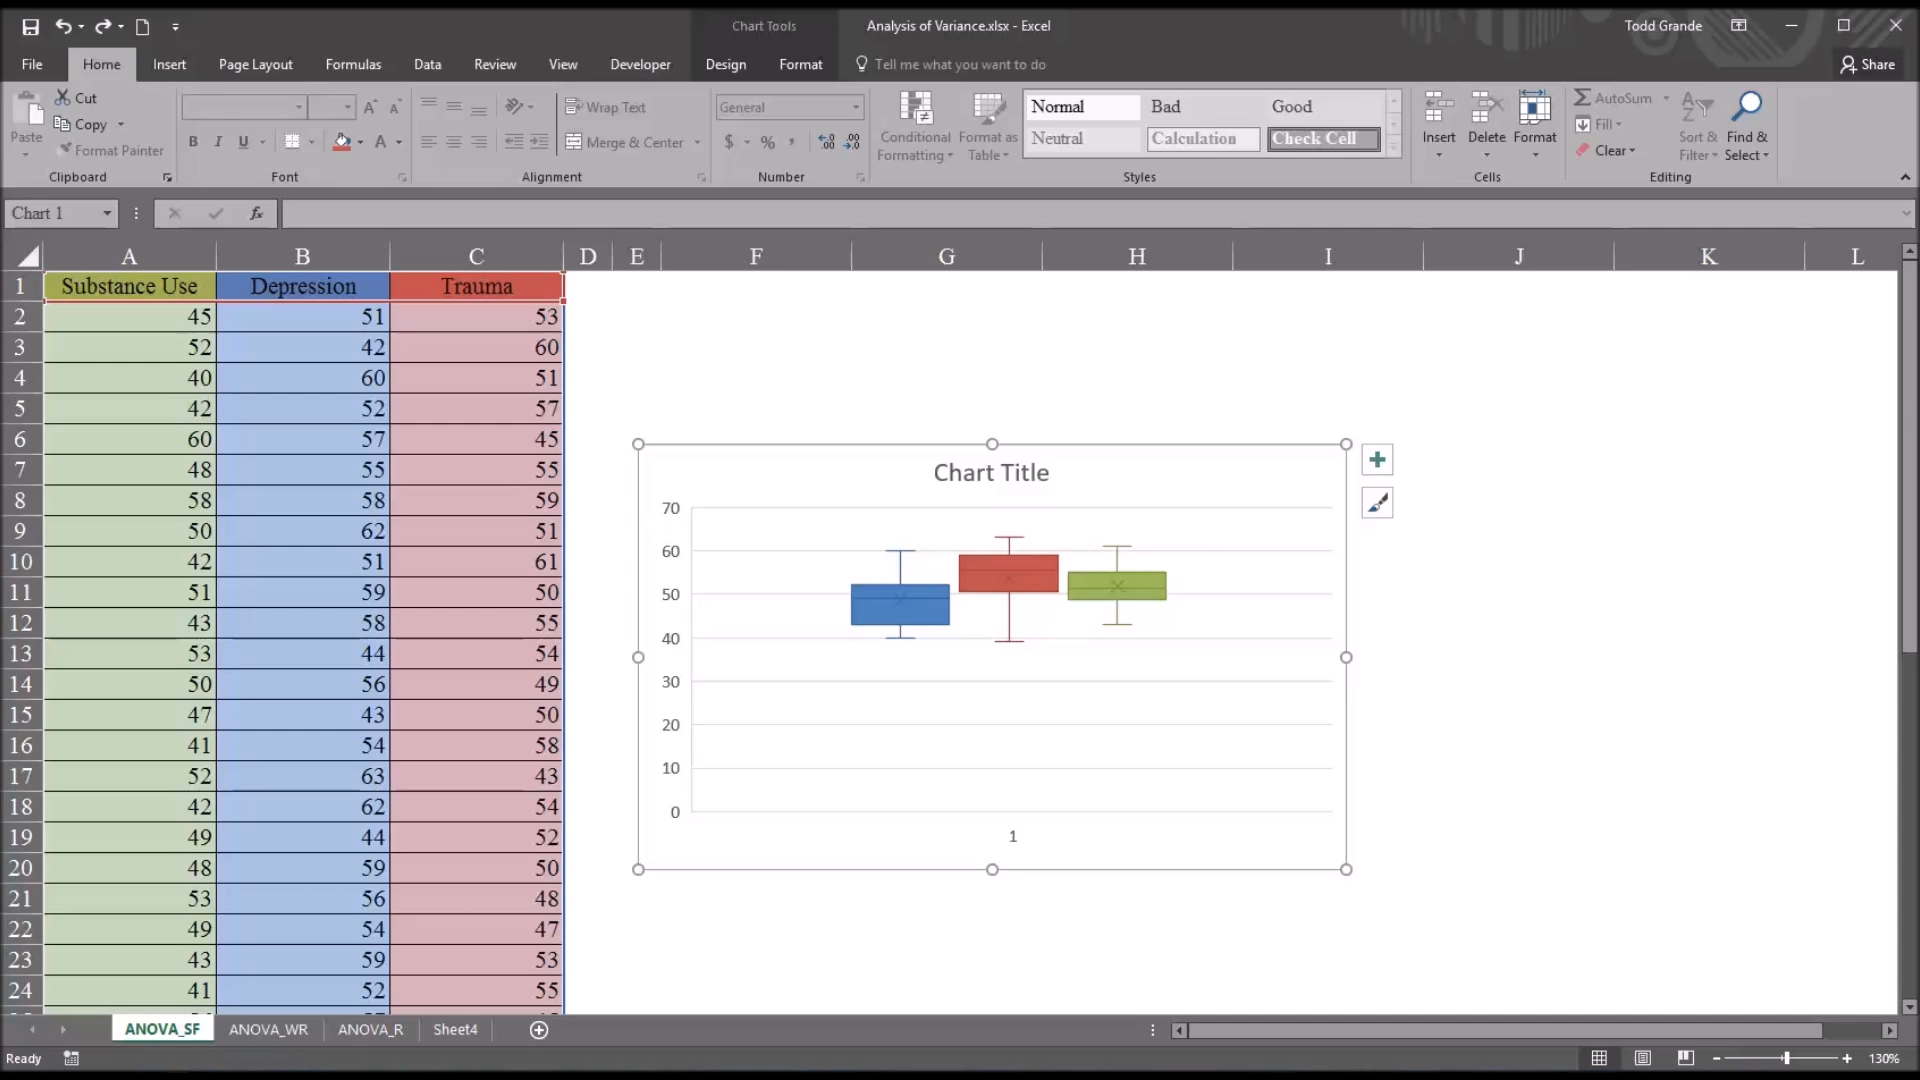 Chart Tools Analysis of Variance.xlsx - Excel Todd Grande
File Home Insert Page Layout Formulas Data Review View Developer Design Format Tell me what you want to do Share
Cut
Copy
Format Painter
Paste
Clipboard
B I U A
Font
Wrap Text
Merge & Center
Alignment
General
$ % ,
Number
Conditional Formatting
Format as Table
Normal Bad Good
Neutral Calculation Check Cell
Styles
Insert Delete Format
Cells
AutoSum
Fill
Clear
Sort & Filter
Find & Select
Editing
Chart 1 fx
A B C D E F G H I J K L
1 Substance Use Depression Trauma
2 45 51 53
3 52 42 60
4 40 60 51
5 42 52 57
6 60 57 45
7 48 55 55
8 58 58 59
9 50 62 51
10 42 51 61
11 51 59 50
12 43 58 55
13 53 44 54
14 50 56 49
15 47 43 50
16 41 54 58
17 52 63 43
18 42 62 54
19 49 44 52
20 48 59 50
21 53 56 48
22 49 54 47
23 43 59 53
24 41 52 55
Chart Title
70
60
50
40
30
20
10
0
1
ANOVA_SF ANOVA_WR ANOVA_R Sheet4
Ready 130%